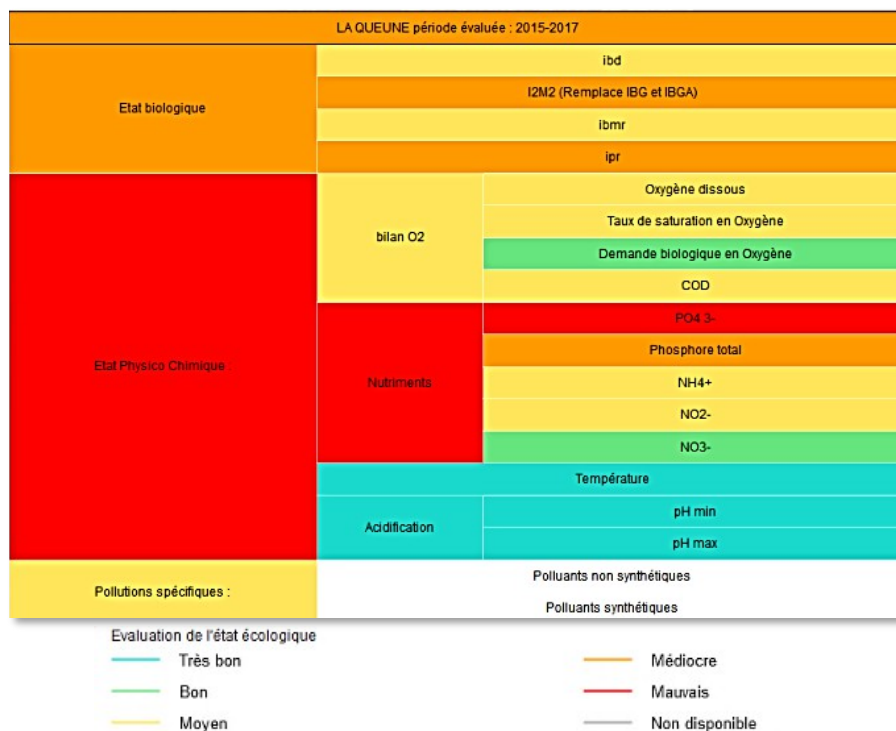 LA QUEUNE période évaluée : 2015-2017
Etat biologique
ibd
I2M2 (Remplace IBG et IBGA)
ibmr
ipr
Etat Physico Chimique :
bilan O2
Oxygène dissous
Taux de saturation en Oxygène
Demande biologique en Oxygène
COD
Nutriments
PO4 3-
Phosphore total
NH4+
NO2-
NO3-
Température
Acidification
pH min
pH max
Pollutions spécifiques :
Polluants non synthétiques
Polluants synthétiques
Evaluation de l'état écologique
Très bon
Médiocre
Bon
Mauvais
Moyen
Non disponible